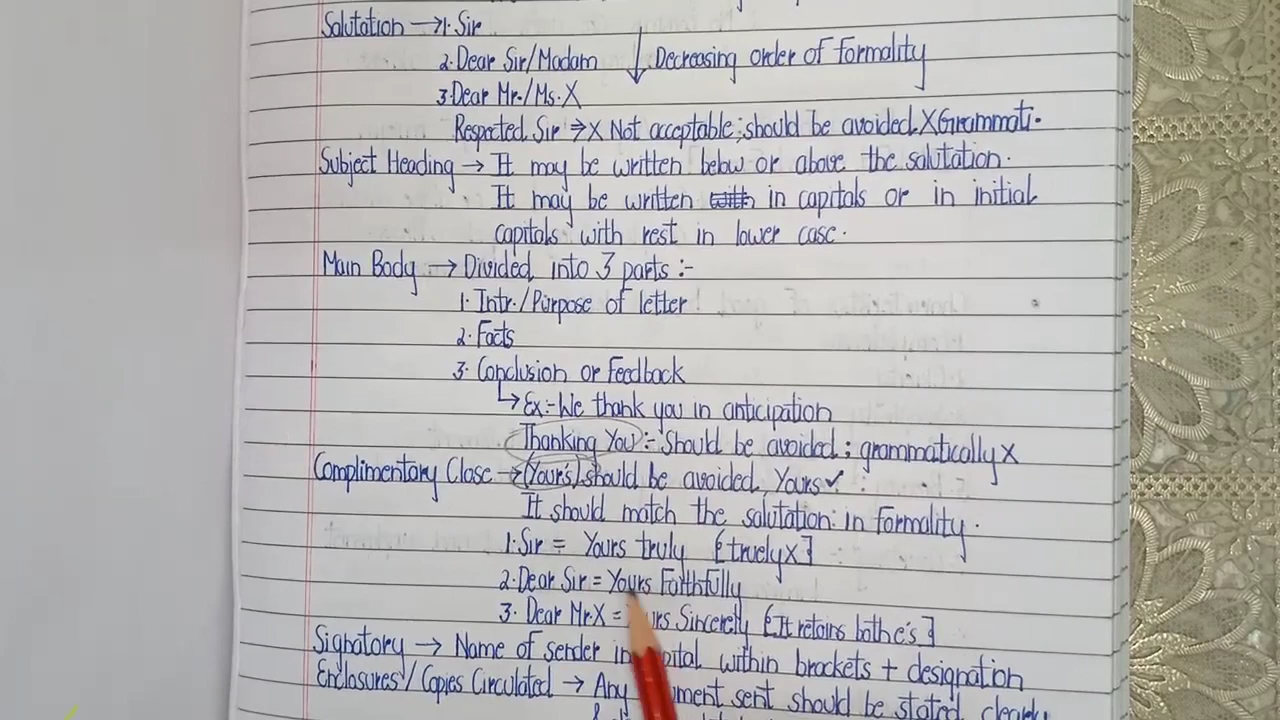 Salutation → 1. Sir
2. Dear Sir/Madam ↓ Decreasing order of formality
3. Dear Mr./Ms. X
Respected Sir ⇒ X Not acceptable; should be avoided. X Grammati.
Subject Heading → It may be written below or above the salutation.
It may be written in capitals or in initial
capitals with rest in lower case.
Main Body → Divided into 3 parts :-
1. Intr./Purpose of letter
2. Facts
3. Conclusion or Feedback
↳ Ex:- We thank you in anticipation
Thanking You :- Should be avoided ; grammatically X
Complimentary Close → (Your's) should be avoided, Yours ✓
It should match the salutation in formality.
1. Sir = Yours truly [truely X]
2. Dear Sir = Yours Faithfully
3. Dear Mr. X = Sincerely [It retains both e's]
Signatory → Name of sender in within brackets + designation
Enclosures / Copies Circulated → Any sent should be stated clearly